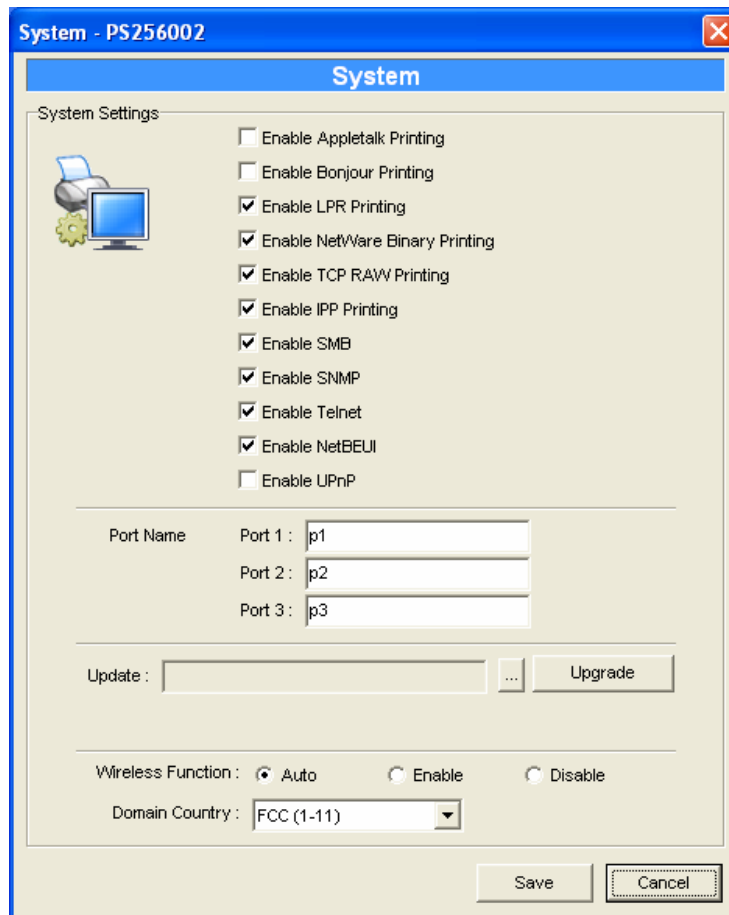 System - PS256002
System
System Settings
Enable Appletalk Printing
Enable Bonjour Printing
Enable LPR Printing
Enable NetWare Binary Printing
Enable TCP RAW Printing
Enable IPP Printing
Enable SMB
Enable SNMP
Enable Telnet
Enable NetBEUI
Enable UPnP
Port Name Port 1 : p1
Port 2 : p2
Port 3 : p3
Update : ... Upgrade
Wireless Function : Auto Enable Disable
Domain Country : FCC (1-11)
Save Cancel